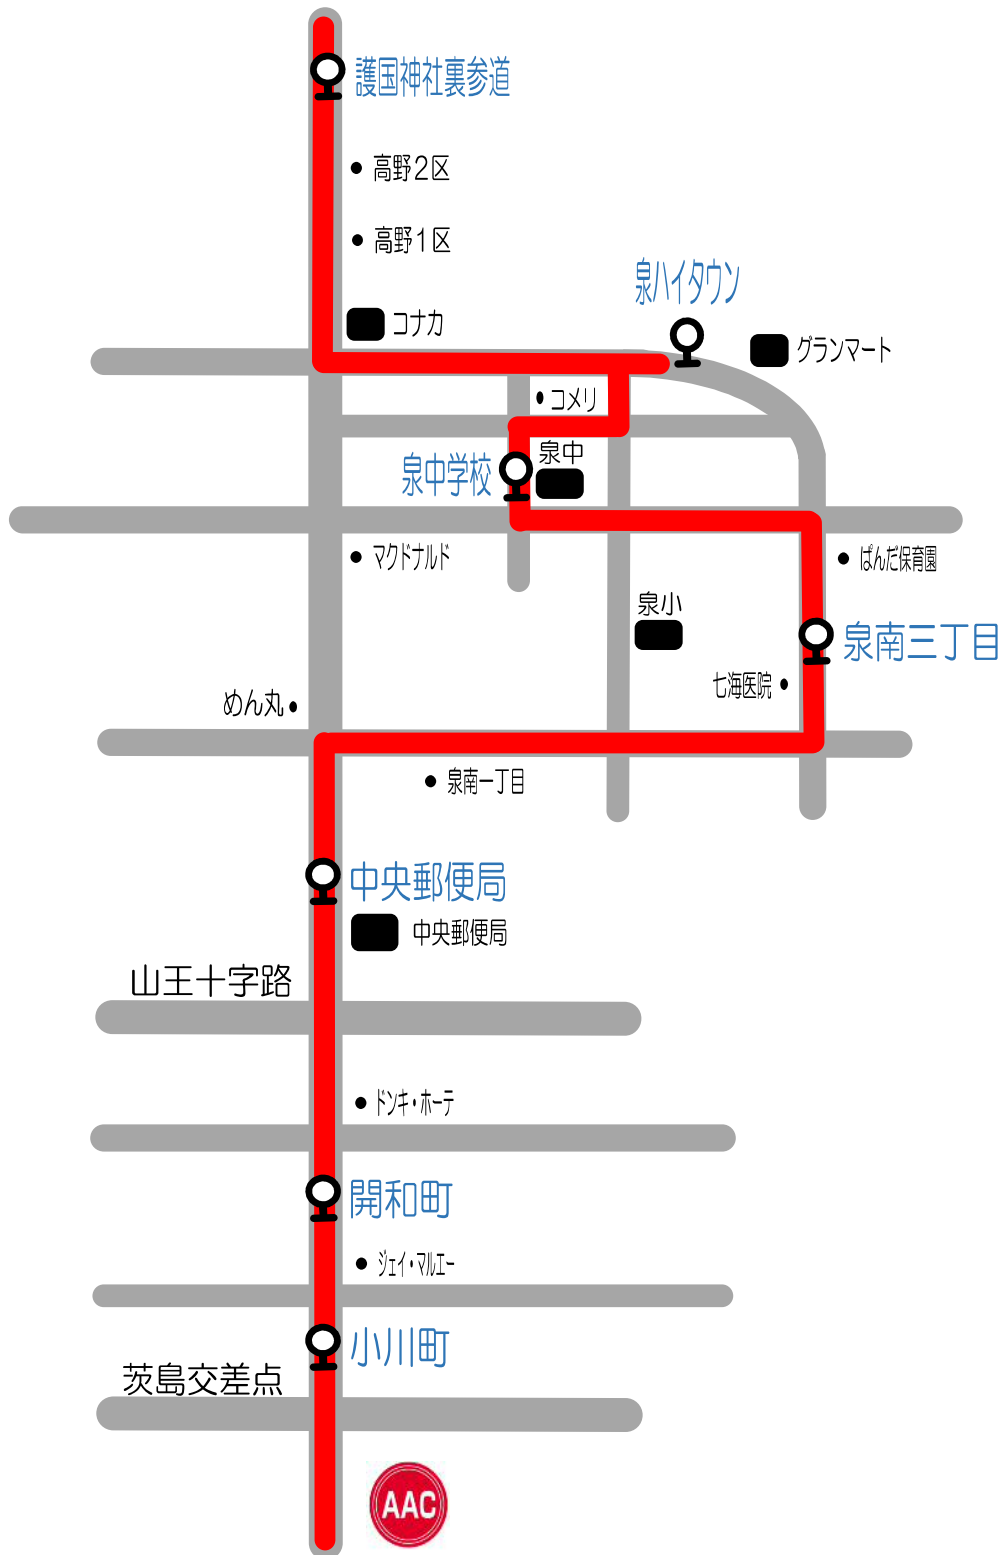 護国神社裏参道
高野2区
高野1区
泉ハイタウン
コナカ
グランマート
コメリ
泉中
泉中学校
マクドナルド
ぱんだ保育園
泉小
泉南三丁目
七海医院
めん丸
泉南一丁目
中央郵便局
中央郵便局
山王十字路
ドンキ・ホーテ
開和町
ジェイ・マルエー
小川町
茨島交差点
AAC